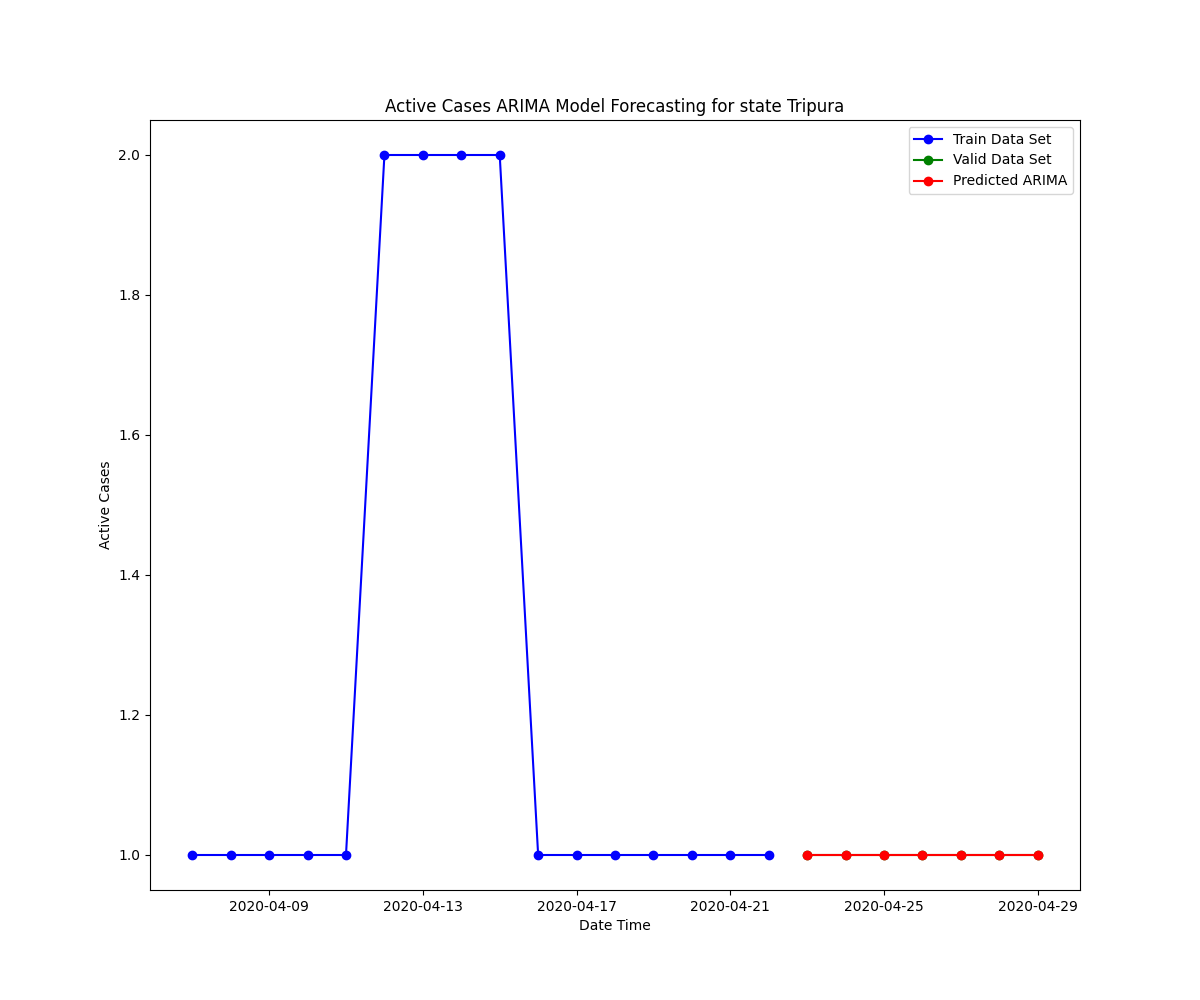 Active Cases ARIMA Model Forecasting for state Tripura
Train Data Set
Valid Data Set
Predicted ARIMA
2.0
1.8
1.6
1.4
1.2
1.0
Active Cases
2020-04-09 2020-04-13 2020-04-17 2020-04-21 2020-04-25 2020-04-29
Date Time